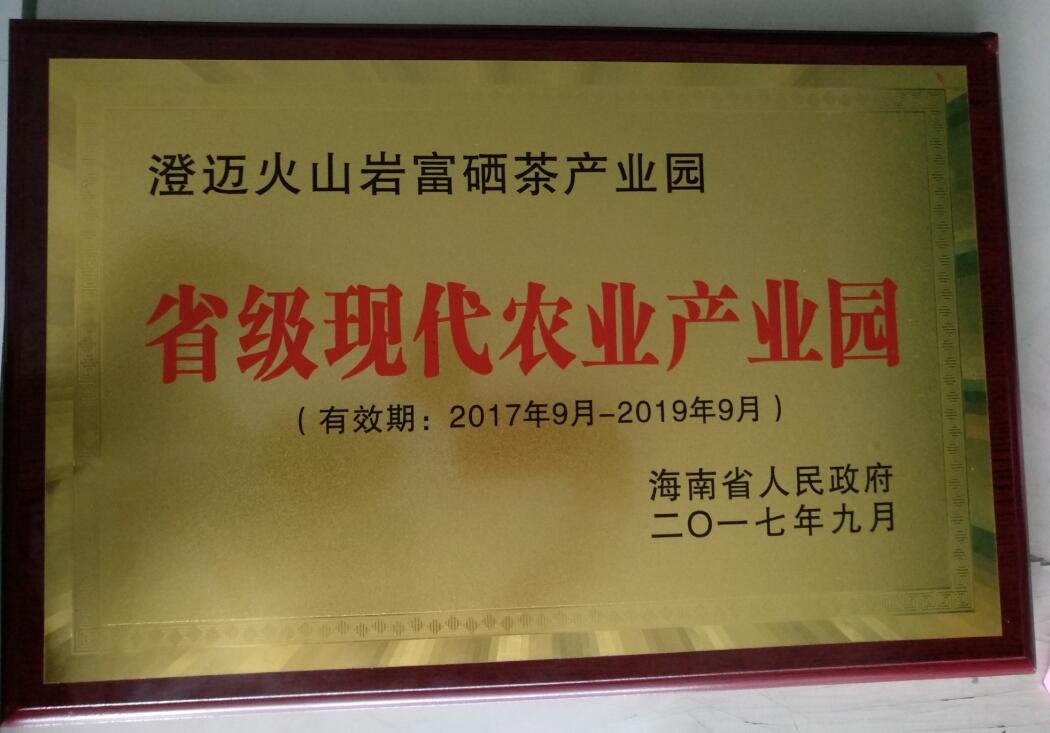 澄迈火山岩富硒茶产业园
省级现代农业产业园
（有效期：2017年9月-2019年9月）
海南省人民政府
二〇一七年九月